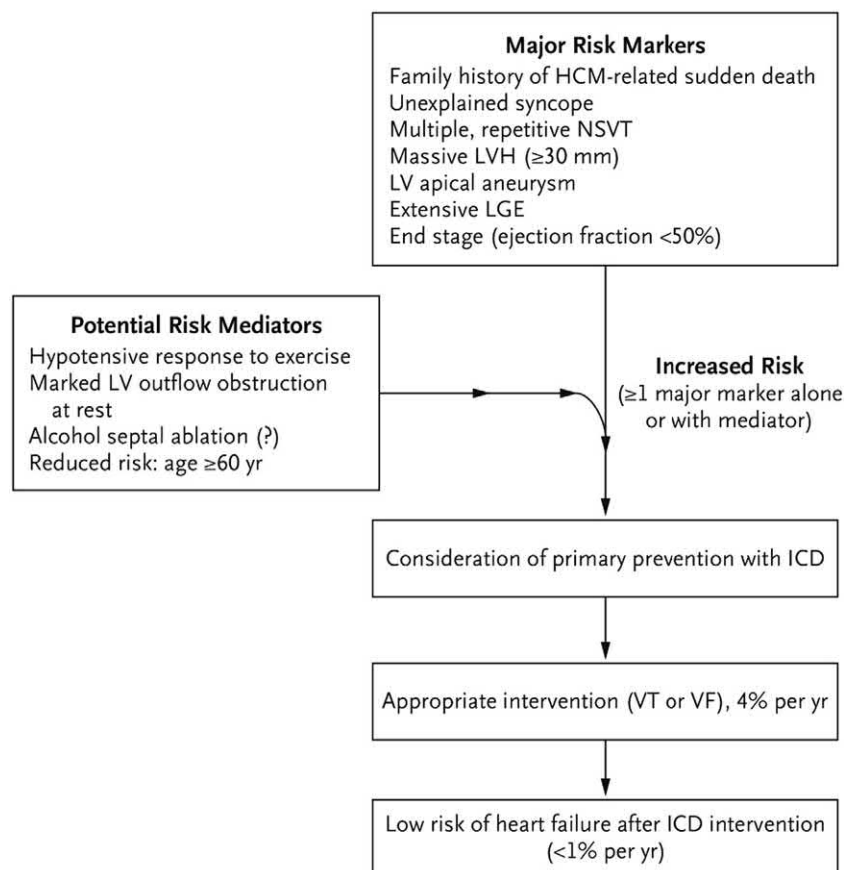 Major Risk Markers
Family history of HCM-related sudden death
Unexplained syncope
Multiple, repetitive NSVT
Massive LVH (≥30 mm)
LV apical aneurysm
Extensive LGE
End stage (ejection fraction <50%)
Potential Risk Mediators
Hypotensive response to exercise
Marked LV outflow obstruction
at rest
Alcohol septal ablation (?)
Reduced risk: age ≥60 yr
Increased Risk
(≥1 major marker alone
or with mediator)
Consideration of primary prevention with ICD
Appropriate intervention (VT or VF), 4% per yr
Low risk of heart failure after ICD intervention
(<1% per yr)